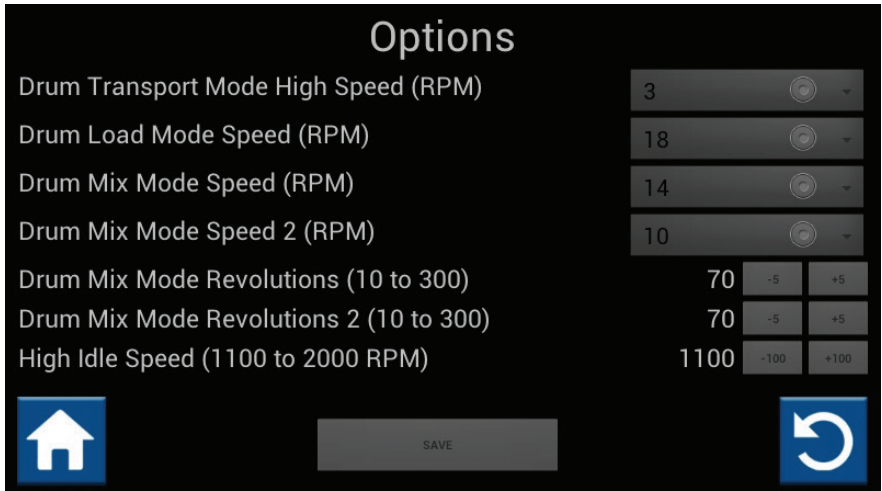 Options
Drum Transport Mode High Speed (RPM) 3
Drum Load Mode Speed (RPM) 18
Drum Mix Mode Speed (RPM) 14
Drum Mix Mode Speed 2 (RPM) 10
Drum Mix Mode Revolutions (10 to 300) 70 -5 +5
Drum Mix Mode Revolutions 2 (10 to 300) 70 -5 +5
High Idle Speed (1100 to 2000 RPM) 1100 -100 +100
SAVE